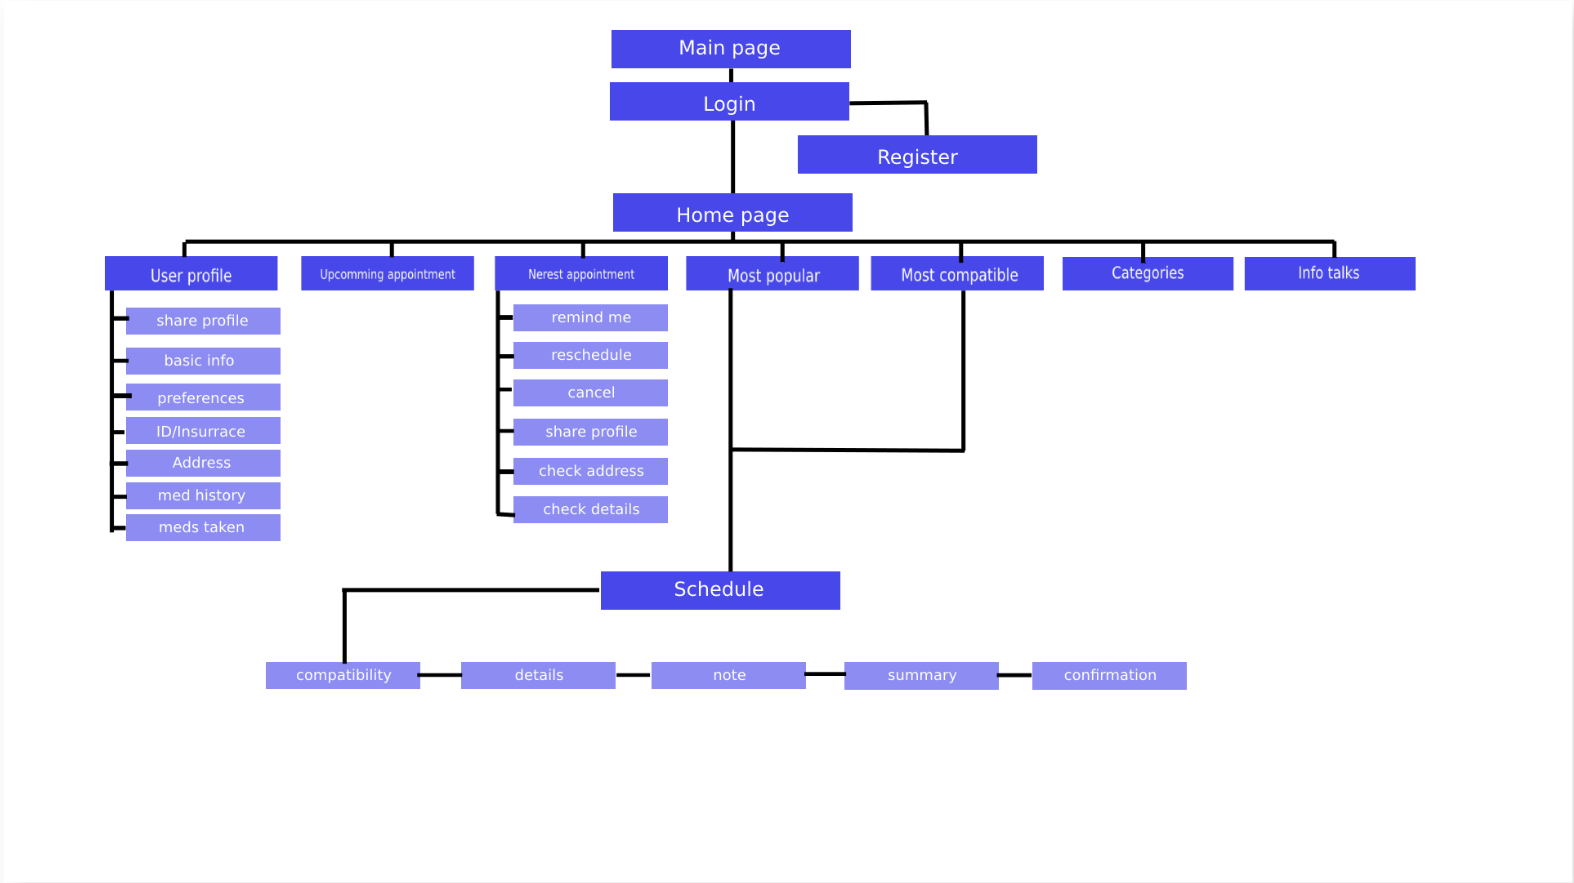 Main page
Login
Register
Home page
User profile
Upcomming appointment
Nerest appointment
Most popular
Most compatible
Categories
Info talks
share profile
basic info
preferences
ID/Insurrace
Address
med history
meds taken
remind me
reschedule
cancel
share profile
check address
check details
Schedule
compatibility
details
note
summary
confirmation